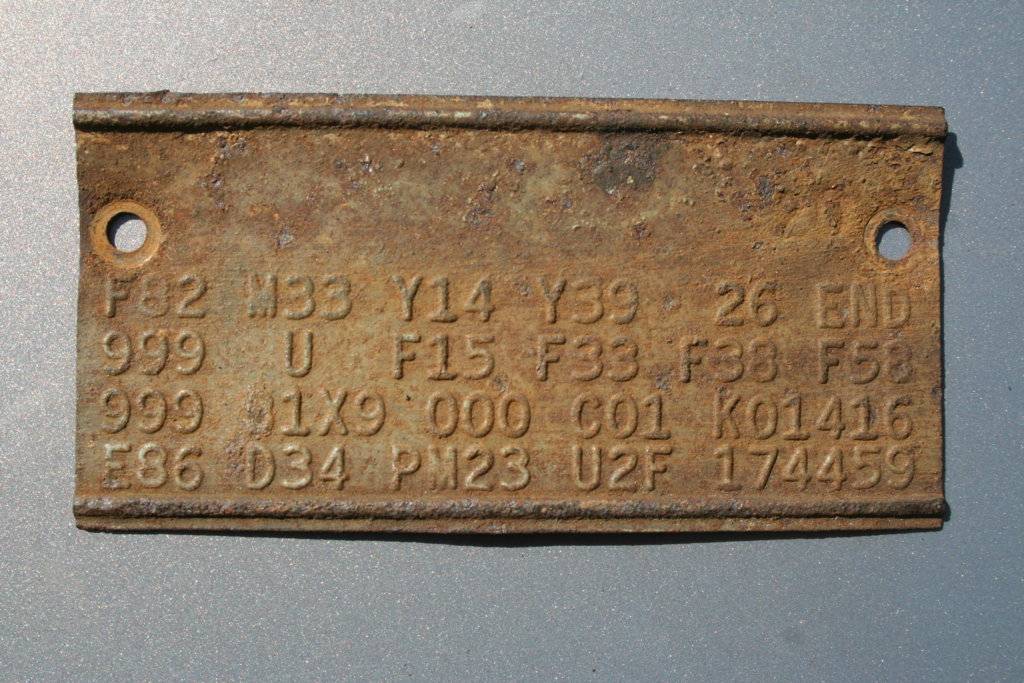 F82 M33 Y14 Y39 26 END
999 U F15 F33 F38 F58
999 B1X9 000 C01 K01416
E86 D34 PM23 U2F 174459